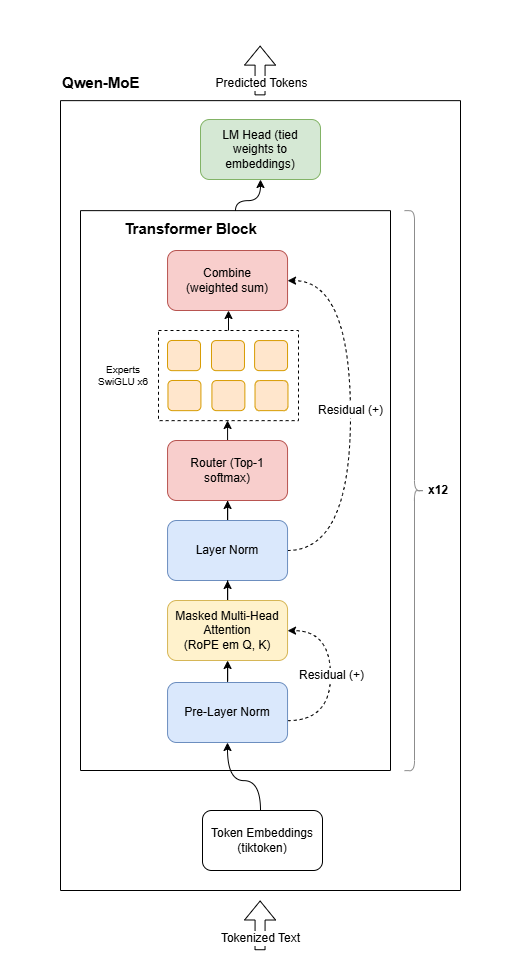 Predicted Tokens
Qwen-MoE
LM Head (tied
weights to
embeddings)
Transformer Block
Combine
(weighted sum)
Experts
SwiGLU x6
Residual (+)
Router (Top-1
softmax)
x12
Layer Norm
Masked Multi-Head
Attention
(RoPE em Q, K)
Residual (+)
Pre-Layer Norm
Token Embeddings
(tiktoken)
Tokenized Text